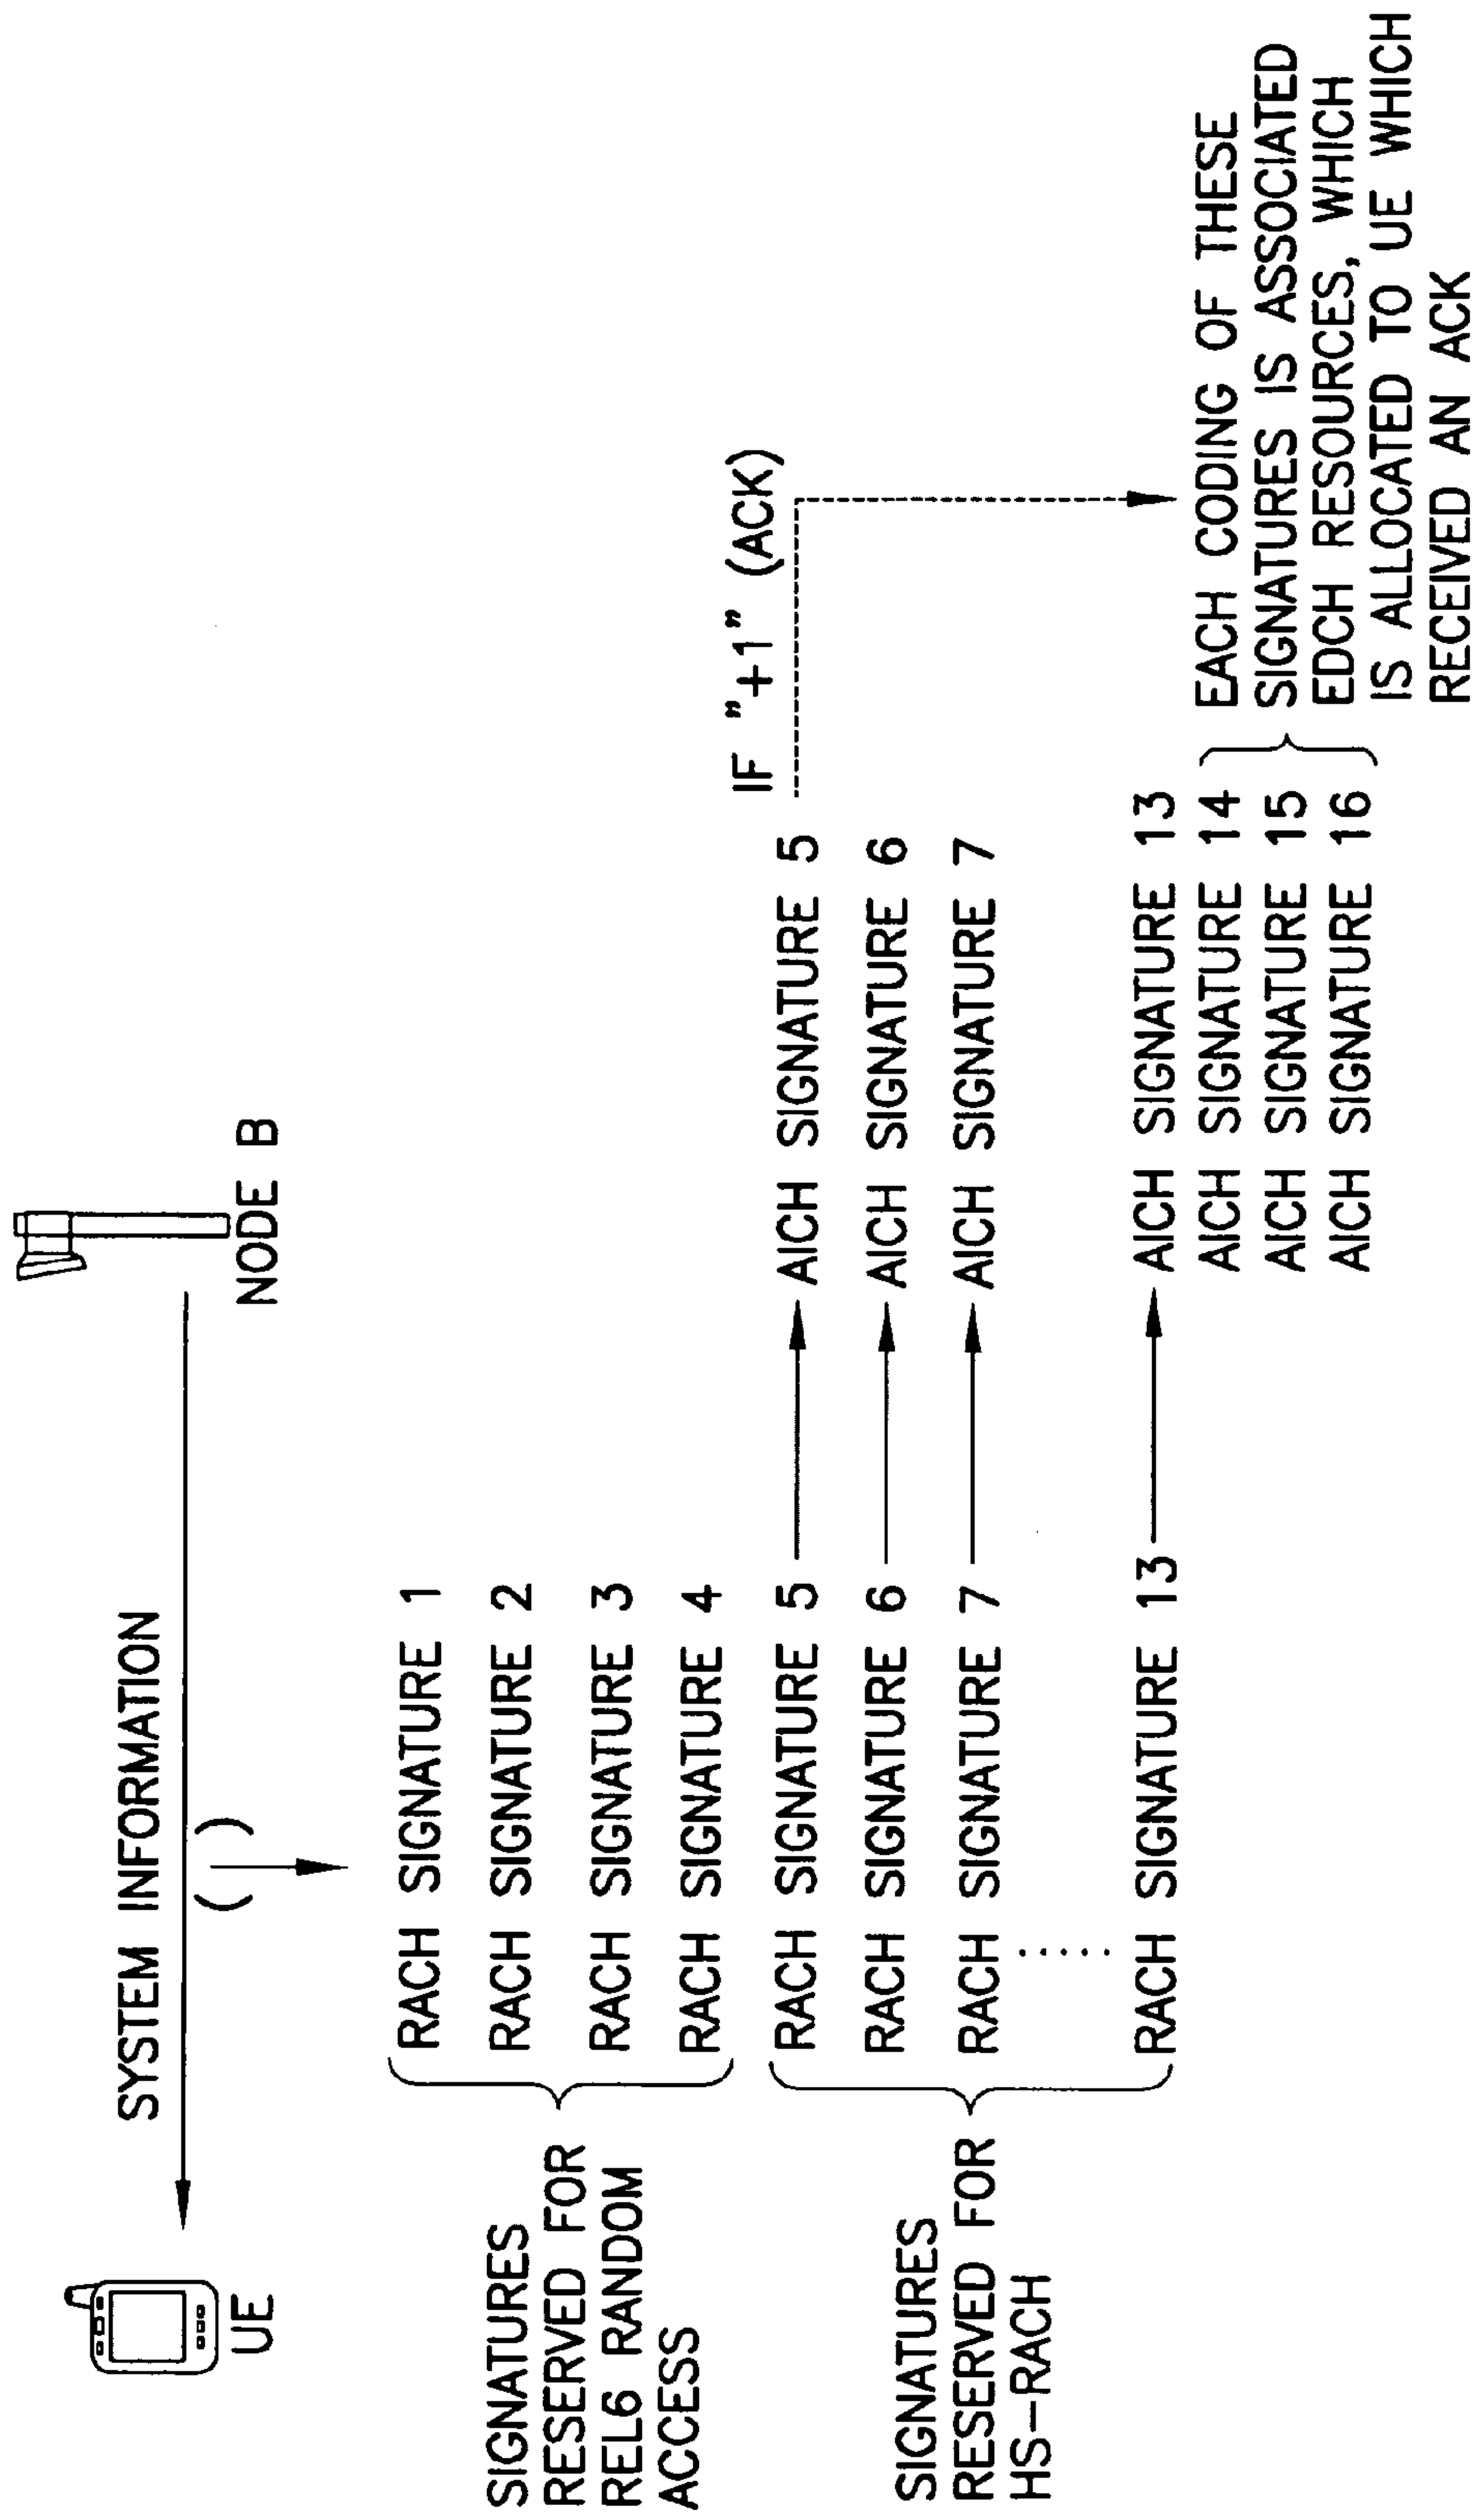 SYSTEM INFORMATION
UE
NODE B
( )
SIGNATURES
RESERVED FOR
REL6 RANDOM
ACCESS
RACH SIGNATURE 1
RACH SIGNATURE 2
RACH SIGNATURE 3
RACH SIGNATURE 4
SIGNATURES
RESERVED FOR
HS-RACH
RACH SIGNATURE 5
RACH SIGNATURE 6
RACH SIGNATURE 7
.....
RACH SIGNATURE 13
AICH SIGNATURE 5
AICH SIGNATURE 6
AICH SIGNATURE 7
AICH SIGNATURE 13
AICH SIGNATURE 14
AICH SIGNATURE 15
AICH SIGNATURE 16
IF "+1" (ACK)
EACH CODING OF THESE
SIGNATURES IS ASSOCIATED
EDCH RESOURCES, WHICH
IS ALLOCATED TO UE WHICH
RECEIVED AN ACK